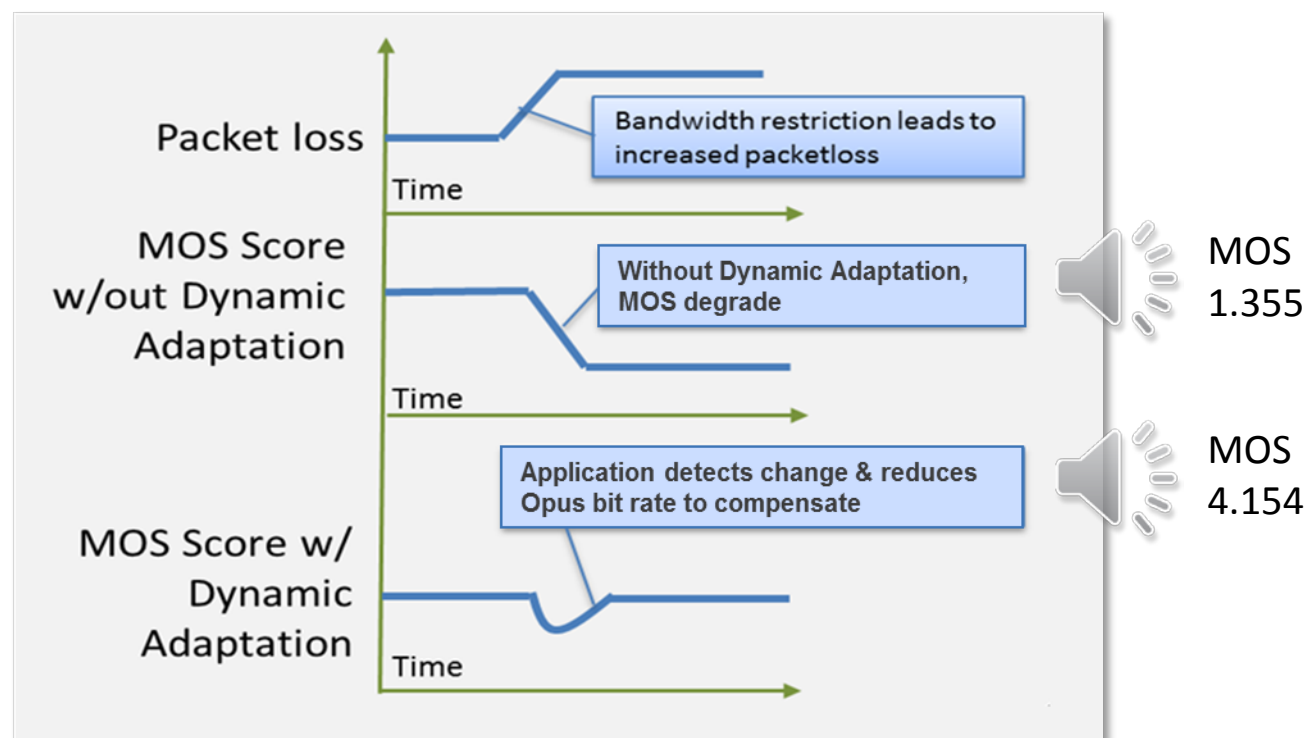 Packet loss
Bandwidth restriction leads to
increased packetloss
Time
MOS Score
w/out Dynamic
Adaptation
Without Dynamic Adaptation,
MOS degrade
MOS
1.355
Time
Application detects change & reduces
Opus bit rate to compensate
MOS
4.154
MOS Score w/
Dynamic
Adaptation
Time